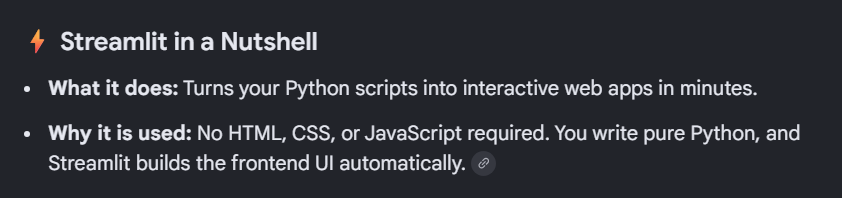 ⚡ Streamlit in a Nutshell
• What it does: Turns your Python scripts into interactive web apps in minutes.
• Why it is used: No HTML, CSS, or JavaScript required. You write pure Python, and
Streamlit builds the frontend UI automatically.